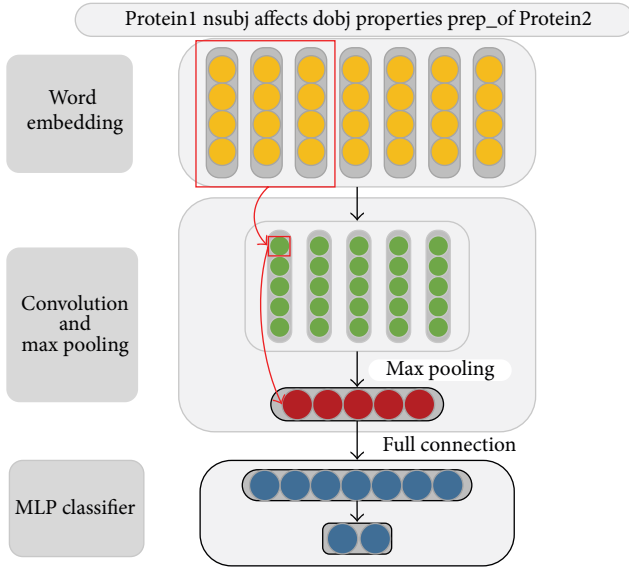 Protein1 nsubj affects dobj properties prep_of Protein2
Word
embedding
Convolution
and
max pooling
Max pooling
Full connection
MLP classifier